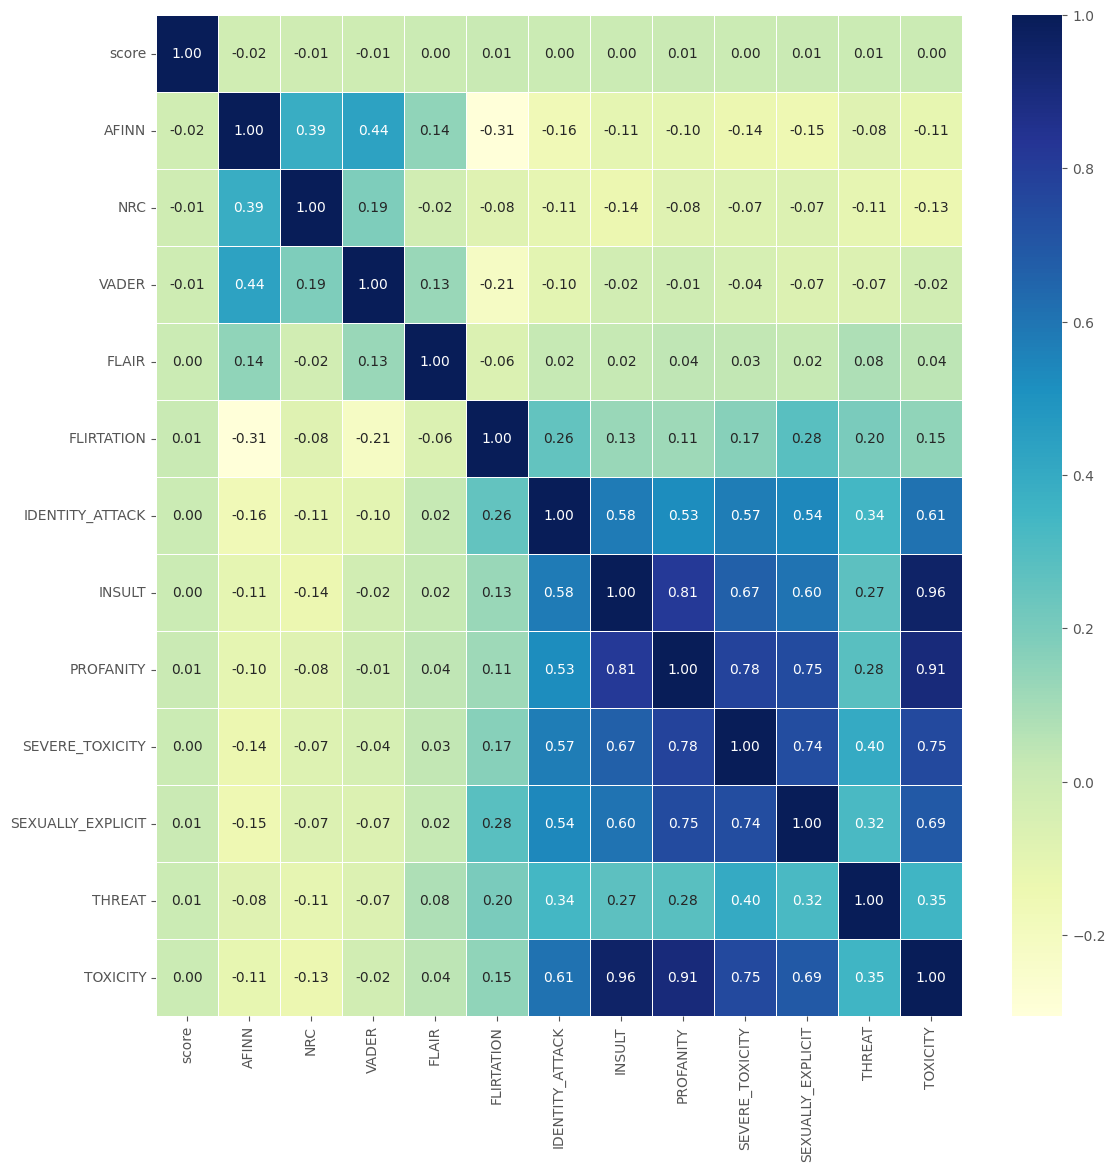 score 1.00 -0.02 -0.01 -0.01 0.00 0.01 0.00 0.00 0.01 0.00 0.01 0.01 0.00
AFINN -0.02 1.00 0.39 0.44 0.14 -0.31 -0.16 -0.11 -0.10 -0.14 -0.15 -0.08 -0.11
NRC -0.01 0.39 1.00 0.19 -0.02 -0.08 -0.11 -0.14 -0.08 -0.07 -0.07 -0.11 -0.13
VADER -0.01 0.44 0.19 1.00 0.13 -0.21 -0.10 -0.02 -0.01 -0.04 -0.07 -0.07 -0.02
FLAIR 0.00 0.14 -0.02 0.13 1.00 -0.06 0.02 0.02 0.04 0.03 0.02 0.08 0.04
FLIRTATION 0.01 -0.31 -0.08 -0.21 -0.06 1.00 0.26 0.13 0.11 0.17 0.28 0.20 0.15
IDENTITY_ATTACK 0.00 -0.16 -0.11 -0.10 0.02 0.26 1.00 0.58 0.53 0.57 0.54 0.34 0.61
INSULT 0.00 -0.11 -0.14 -0.02 0.02 0.13 0.58 1.00 0.81 0.67 0.60 0.27 0.96
PROFANITY 0.01 -0.10 -0.08 -0.01 0.04 0.11 0.53 0.81 1.00 0.78 0.75 0.28 0.91
SEVERE_TOXICITY 0.00 -0.14 -0.07 -0.04 0.03 0.17 0.57 0.67 0.78 1.00 0.74 0.40 0.75
SEXUALLY_EXPLICIT 0.01 -0.15 -0.07 -0.07 0.02 0.28 0.54 0.60 0.75 0.74 1.00 0.32 0.69
THREAT 0.01 -0.08 -0.11 -0.07 0.08 0.20 0.34 0.27 0.28 0.40 0.32 1.00 0.35
TOXICITY 0.00 -0.11 -0.13 -0.02 0.04 0.15 0.61 0.96 0.91 0.75 0.69 0.35 1.00
score
AFINN
NRC
VADER
FLAIR
FLIRTATION
IDENTITY_ATTACK
INSULT
PROFANITY
SEVERE_TOXICITY
SEXUALLY_EXPLICIT
THREAT
TOXICITY
1.0
0.8
0.6
0.4
0.2
0.0
−0.2